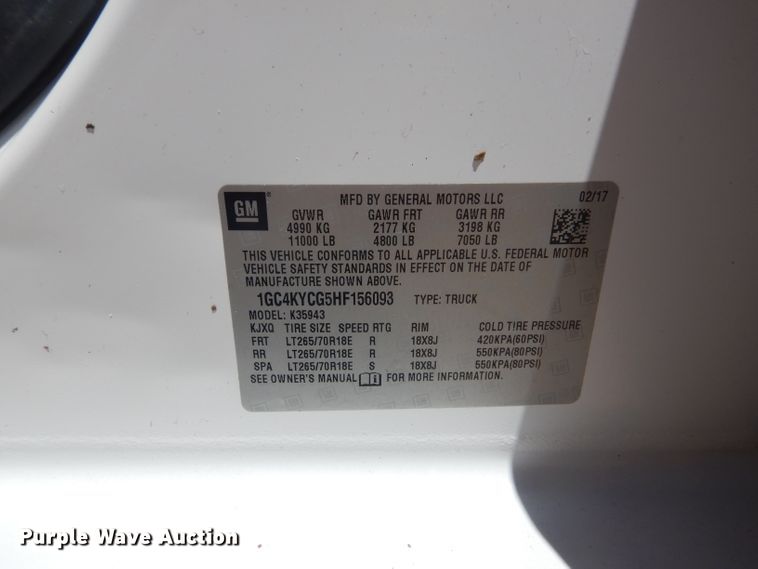 GM ® MFD BY GENERAL MOTORS LLC 02/17
GVWR GAWR FRT GAWR RR
4990 KG 2177 KG 3198 KG
11000 LB 4800 LB 7050 LB
THIS VEHICLE CONFORMS TO ALL APPLICABLE U.S. FEDERAL MOTOR
VEHICLE SAFETY STANDARDS IN EFFECT ON THE DATE OF
MANUFACTURE SHOWN ABOVE.
1GC4KYCG5HF156093 TYPE: TRUCK
MODEL: K35943
KJXQ TIRE SIZE SPEED RTG RIM COLD TIRE PRESSURE
FRT LT265/70R18E R 18X8J 420KPA(60PSI)
RR LT265/70R18E R 18X8J 550KPA(80PSI)
SPA LT265/70R18E S 18X8J 550KPA(80PSI)
SEE OWNER'S MANUAL FOR MORE INFORMATION.
Purple Wave Auction